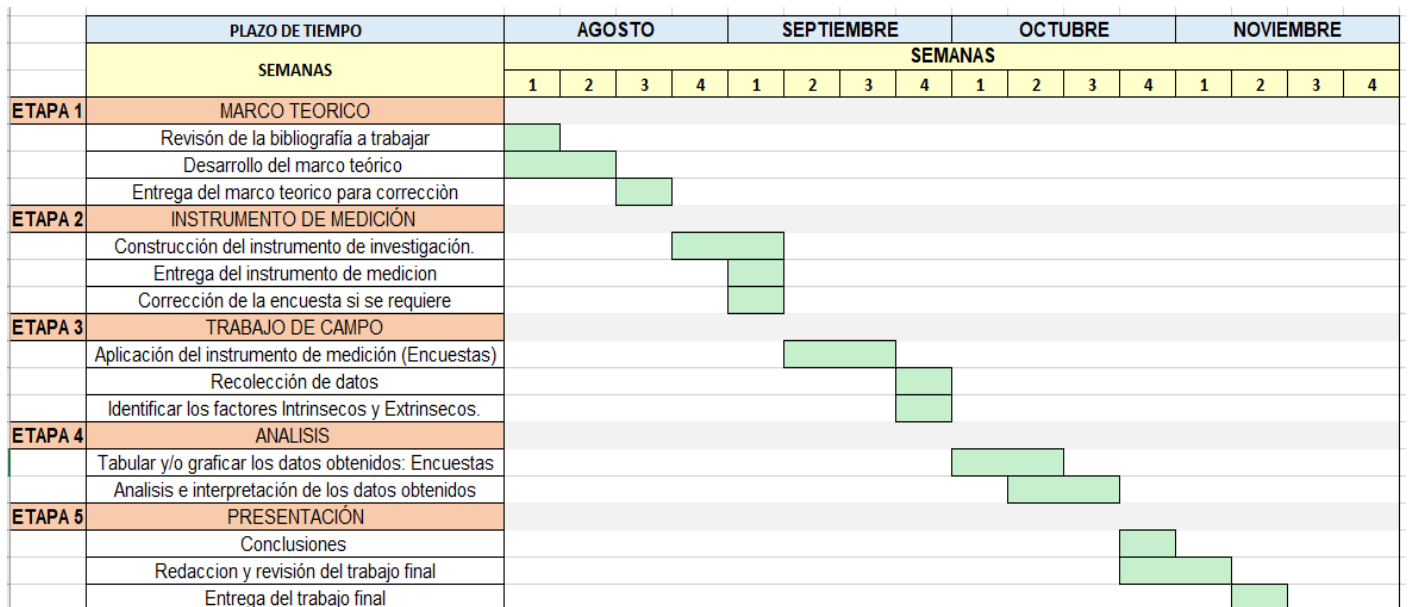 PLAZO DE TIEMPO AGOSTO SEPTIEMBRE OCTUBRE NOVIEMBRE
SEMANAS SEMANAS
1 2 3 4 1 2 3 4 1 2 3 4 1 2 3 4
ETAPA 1 MARCO TEORICO
Revisón de la bibliografía a trabajar
Desarrollo del marco teórico
Entrega del marco teorico para correcciòn
ETAPA 2 INSTRUMENTO DE MEDICIÓN
Construcción del instrumento de investigación.
Entrega del instrumento de medicion
Corrección de la encuesta si se requiere
ETAPA 3 TRABAJO DE CAMPO
Aplicación del instrumento de medición (Encuestas)
Recolección de datos
Identificar los factores Intrinsecos y Extrinsecos.
ETAPA 4 ANALISIS
Tabular y/o graficar los datos obtenidos: Encuestas
Analisis e interpretación de los datos obtenidos
ETAPA 5 PRESENTACIÓN
Conclusiones
Redaccion y revisión del trabajo final
Entrega del trabajo final